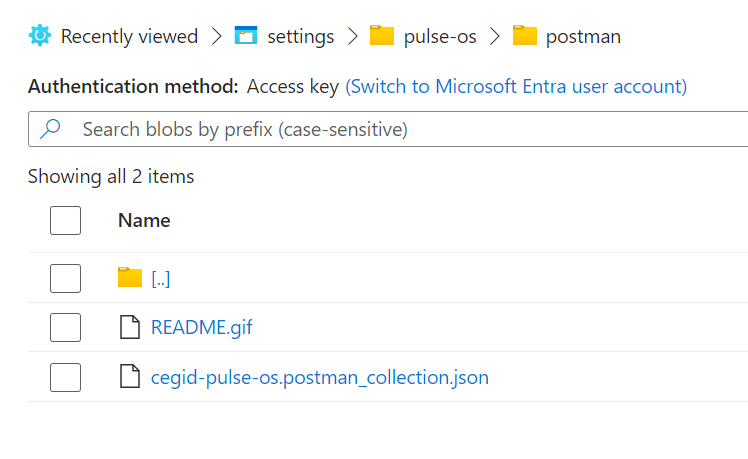 Recently viewed > settings > pulse-os > postman
Authentication method: Access key (Switch to Microsoft Entra user account)
Search blobs by prefix (case-sensitive)
Showing all 2 items
Name
[..]
README.gif
cegid-pulse-os.postman_collection.json